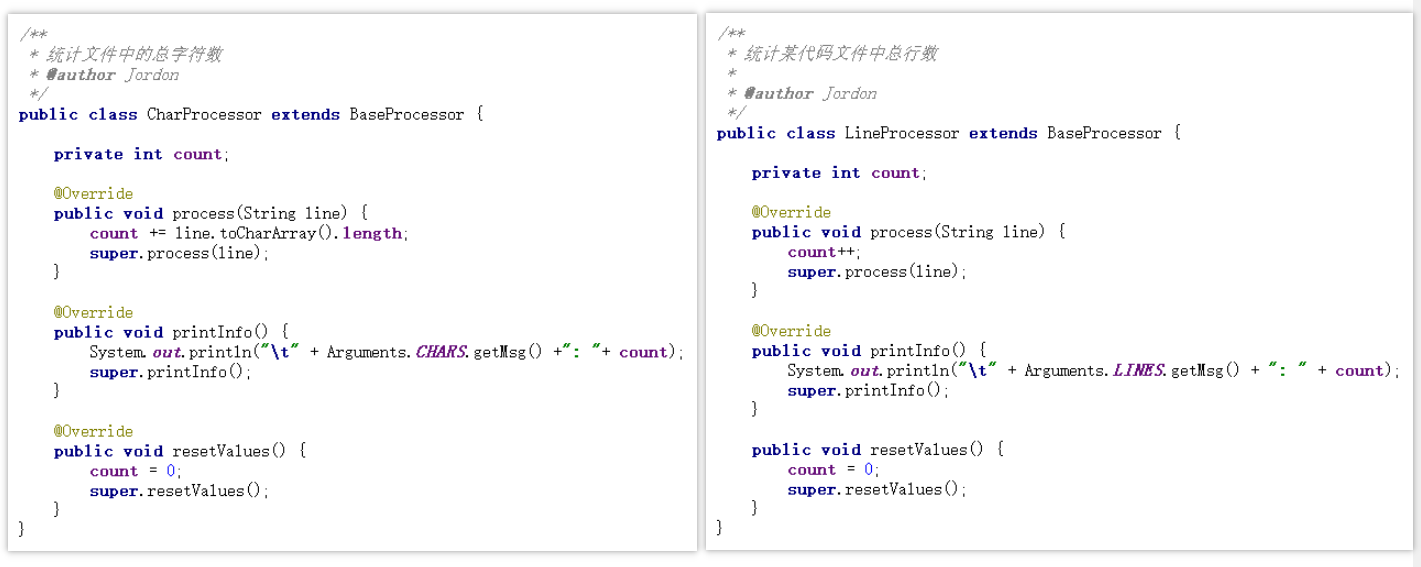 /**
 * 统计文件中的总字符数
 * @author Jordon
 */
public class CharProcessor extends BaseProcessor {
    private int count;
    @Override
    public void process(String line) {
        count += line.toCharArray().length;
        super.process(line);
    }
    @Override
    public void printInfo() {
        System.out.println("\t" + Arguments.CHARS.getMsg() +": "+ count);
        super.printInfo();
    }
    @Override
    public void resetValues() {
        count = 0;
        super.resetValues();
    }
}
/**
 * 统计某代码文件中总行数
 *
 * @author Jordon
 */
public class LineProcessor extends BaseProcessor {
    private int count;
    @Override
    public void process(String line) {
        count++;
        super.process(line);
    }
    @Override
    public void printInfo() {
        System.out.println("\t" + Arguments.LINES.getMsg() + ": " + count);
        super.printInfo();
    }
    public void resetValues() {
        count = 0;
        super.resetValues();
    }
}